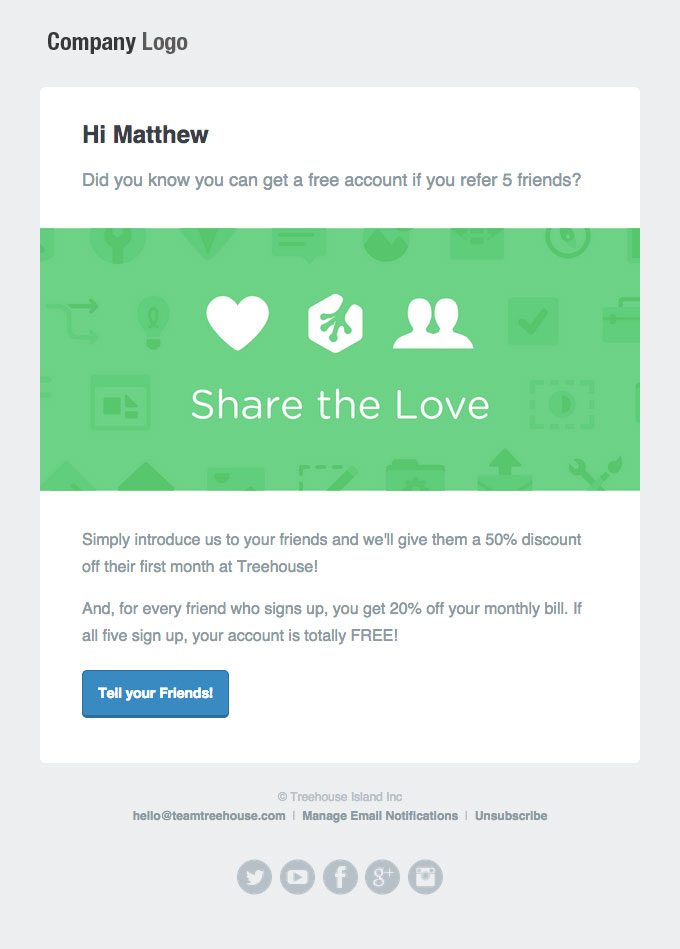 Company Logo
Hi Matthew
Did you know you can get a free account if you refer 5 friends?
Share the Love
Simply introduce us to your friends and we'll give them a 50% discount
off their first month at Treehouse!
And, for every friend who signs up, you get 20% off your monthly bill. If
all five sign up, your account is totally FREE!
Tell your Friends!
© Treehouse Island Inc
hello@teamtreehouse.com | Manage Email Notifications | Unsubscribe